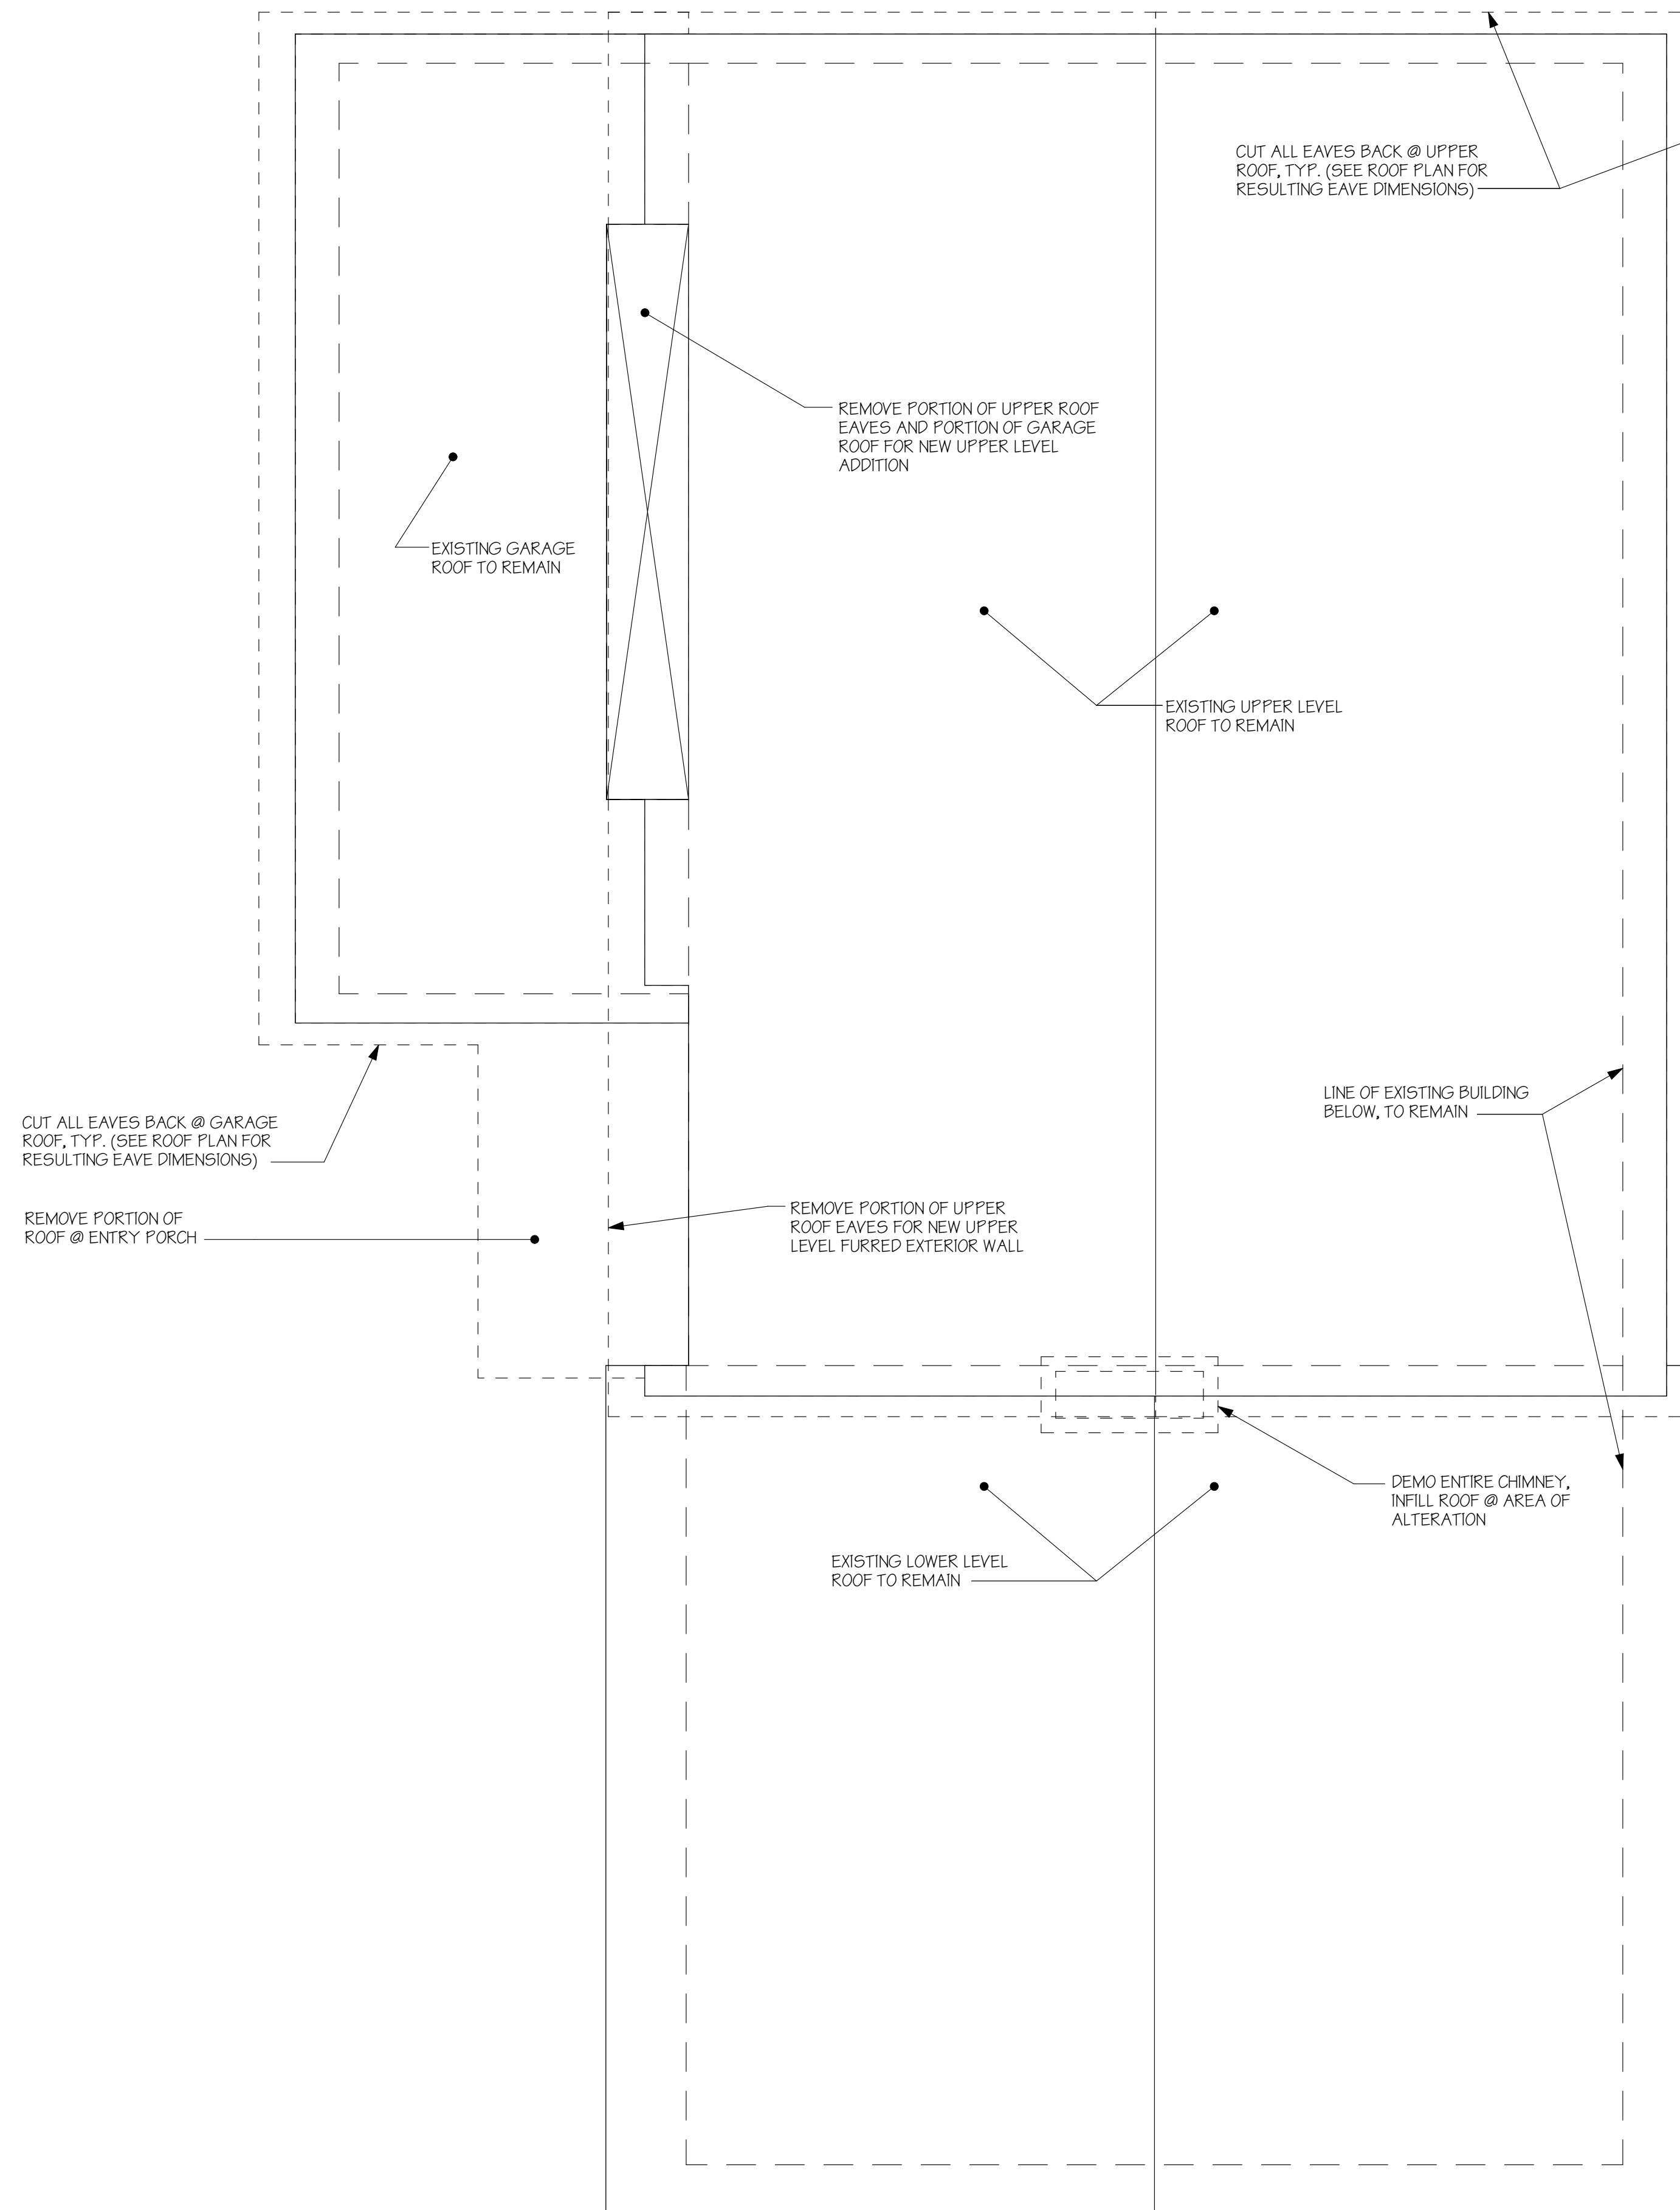 CUT ALL EAVES BACK @ UPPER
ROOF, TYP. (SEE ROOF PLAN FOR
RESULTING EAVE DIMENSIONS)
REMOVE PORTION OF UPPER ROOF
EAVES AND PORTION OF GARAGE
ROOF FOR NEW UPPER LEVEL
ADDITION
EXISTING GARAGE
ROOF TO REMAIN
EXISTING UPPER LEVEL
ROOF TO REMAIN
LINE OF EXISTING BUILDING
BELOW, TO REMAIN
CUT ALL EAVES BACK @ GARAGE
ROOF, TYP. (SEE ROOF PLAN FOR
RESULTING EAVE DIMENSIONS)
REMOVE PORTION OF
ROOF @ ENTRY PORCH
REMOVE PORTION OF UPPER
ROOF EAVES FOR NEW UPPER
LEVEL FURRED EXTERIOR WALL
DEMO ENTIRE CHIMNEY,
INFILL ROOF @ AREA OF
ALTERATION
EXISTING LOWER LEVEL
ROOF TO REMAIN